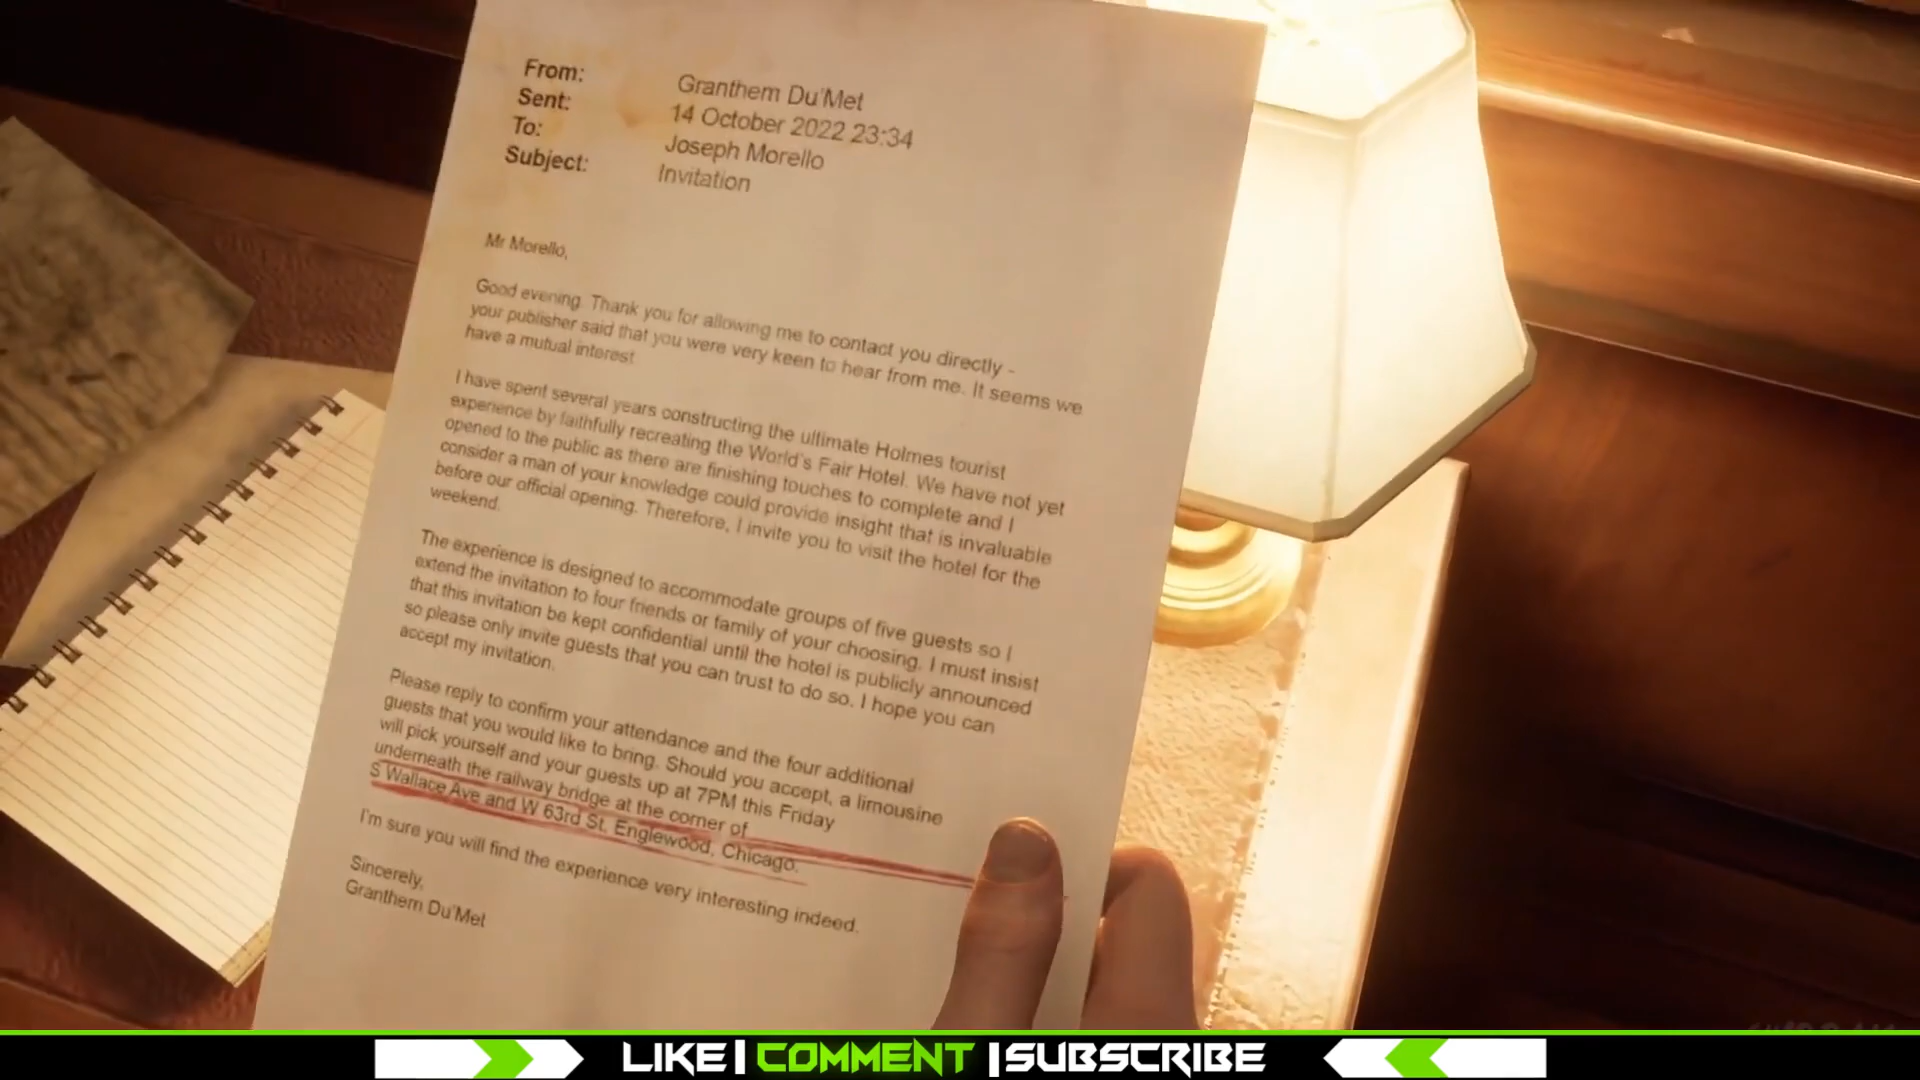 From: Granthem Du'Met
Sent: 14 October 2022 23:34
To: Joseph Morello
Subject: Invitation
Mr Morello,
Good evening. Thank you for allowing me to contact you directly -
your publisher said that you were very keen to hear from me. It seems we
have a mutual interest
I have spent several years constructing the ultimate Holmes tourist
experience by faithfully recreating the World's Fair Hotel. We have not yet
opened to the public as there are finishing touches to complete and I
consider a man of your knowledge could provide insight that is invaluable
before our official opening. Therefore, I invite you to visit the hotel for the
weekend.
The experience is designed to accommodate groups of five guests so I
extend the invitation to four friends or family of your choosing. I must insist
that this invitation be kept confidential until the hotel is publicly announced
so please only invite guests that you can trust to do so. I hope you can
accept my invitation.
Please reply to confirm your attendance and the four additional
guests that you would like to bring. Should you accept, a limousine
will pick yourself and your guests up at 7PM this Friday
underneath the railway bridge at the corner of
S Wallace Ave and W 63rd St, Englewood, Chicago.
I'm sure you will find the experience very interesting indeed.
Sincerely,
Granthem Du'Met
LIKE | COMMENT | SUBSCRIBE